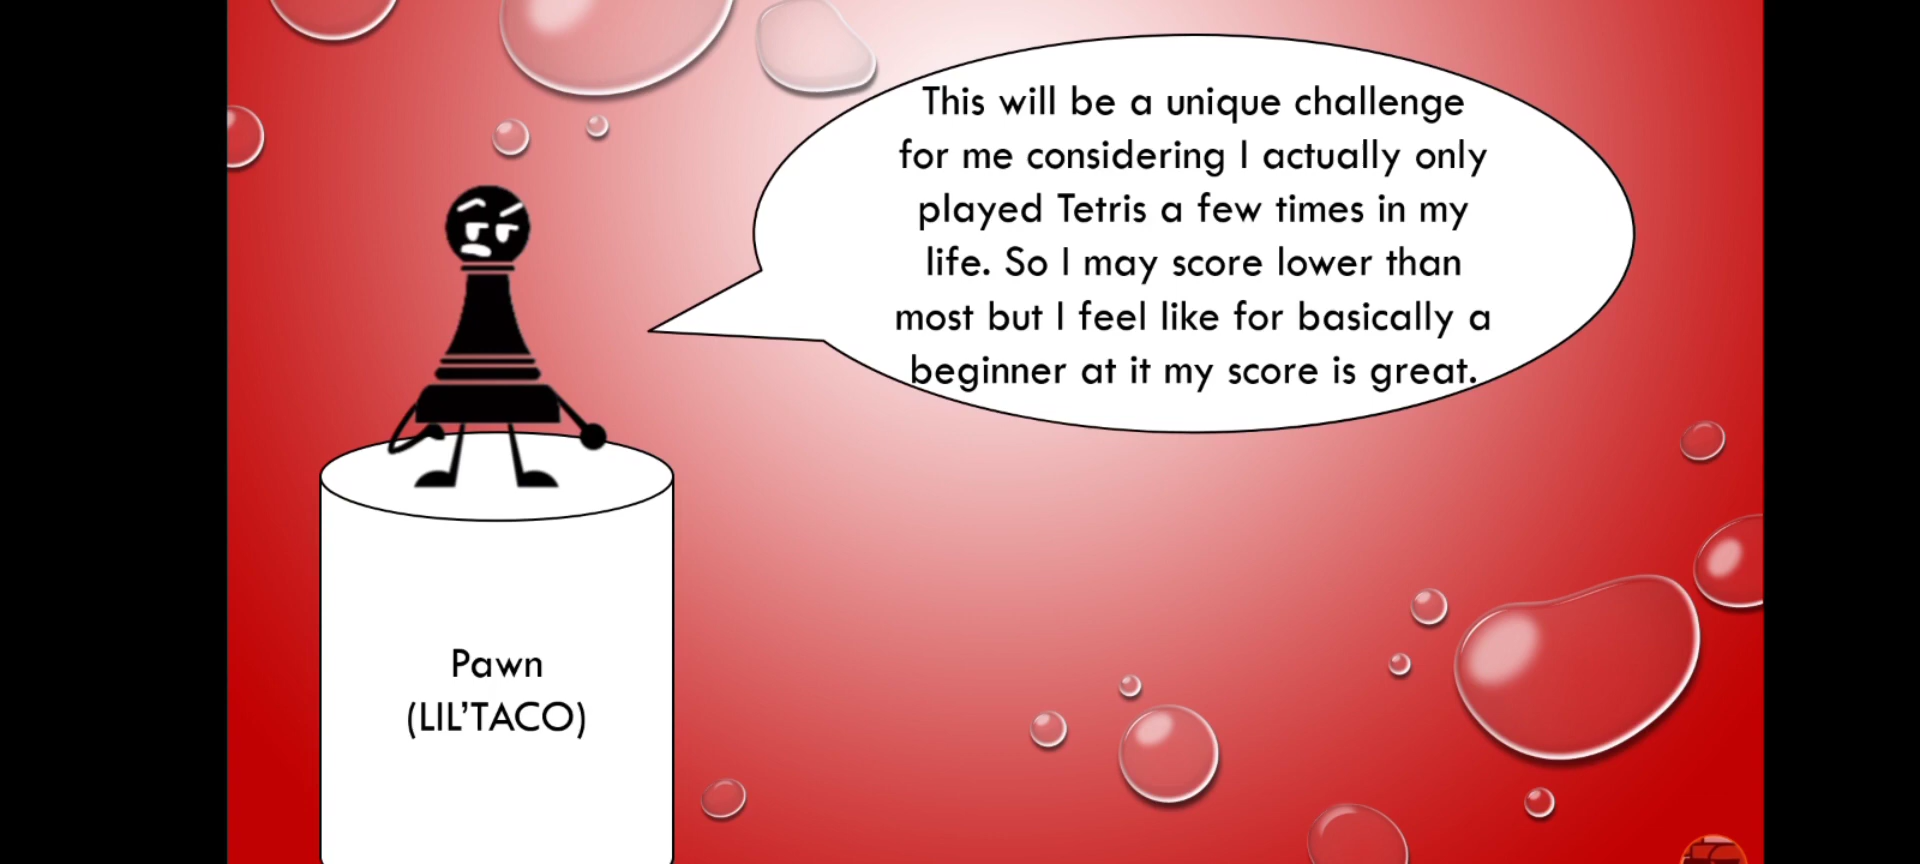 This will be a unique challenge
for me considering I actually only
played Tetris a few times in my
life. So I may score lower than
most but I feel like for basically a
beginner at it my score is great.
Pawn
(LIL’TACO)